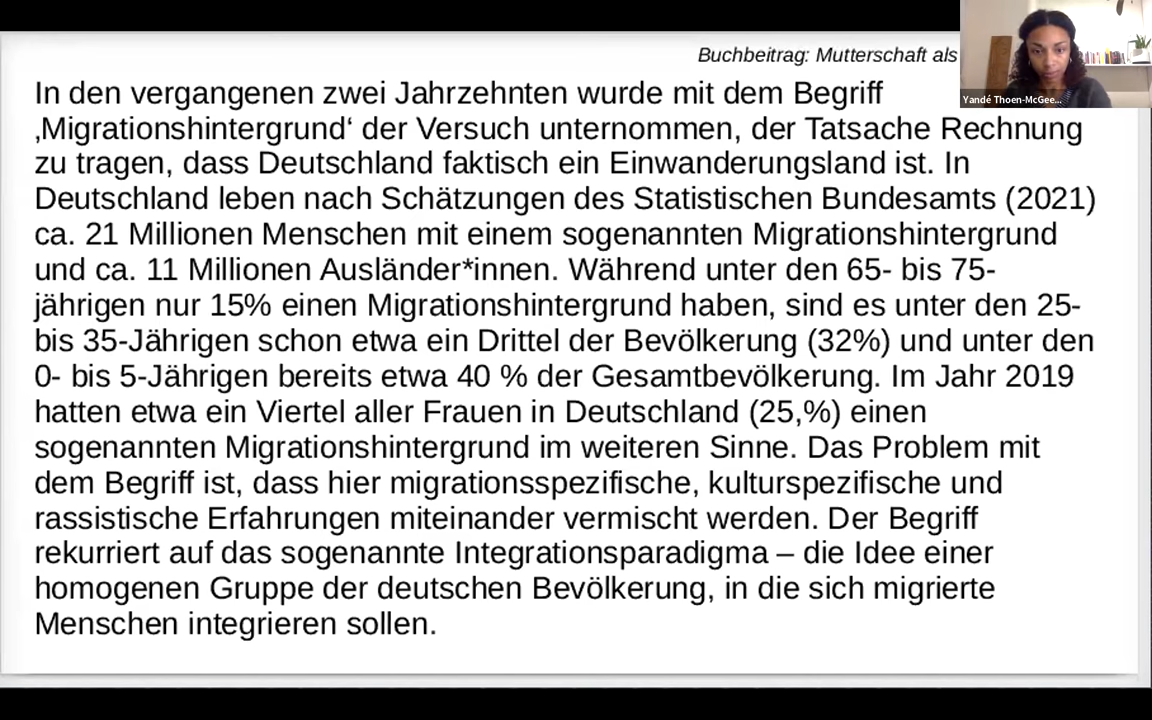 Buchbeitrag: Mutterschaft als
Yandé Thoen-McGee...
In den vergangenen zwei Jahrzehnten wurde mit dem Begriff
‚Migrationshintergrund‘ der Versuch unternommen, der Tatsache Rechnung
zu tragen, dass Deutschland faktisch ein Einwanderungsland ist. In
Deutschland leben nach Schätzungen des Statistischen Bundesamts (2021)
ca. 21 Millionen Menschen mit einem sogenannten Migrationshintergrund
und ca. 11 Millionen Ausländer*innen. Während unter den 65- bis 75-
jährigen nur 15% einen Migrationshintergrund haben, sind es unter den 25-
bis 35-Jährigen schon etwa ein Drittel der Bevölkerung (32%) und unter den
0- bis 5-Jährigen bereits etwa 40 % der Gesamtbevölkerung. Im Jahr 2019
hatten etwa ein Viertel aller Frauen in Deutschland (25,%) einen
sogenannten Migrationshintergrund im weiteren Sinne. Das Problem mit
dem Begriff ist, dass hier migrationsspezifische, kulturspezifische und
rassistische Erfahrungen miteinander vermischt werden. Der Begriff
rekurriert auf das sogenannte Integrationsparadigma – die Idee einer
homogenen Gruppe der deutschen Bevölkerung, in die sich migrierte
Menschen integrieren sollen.